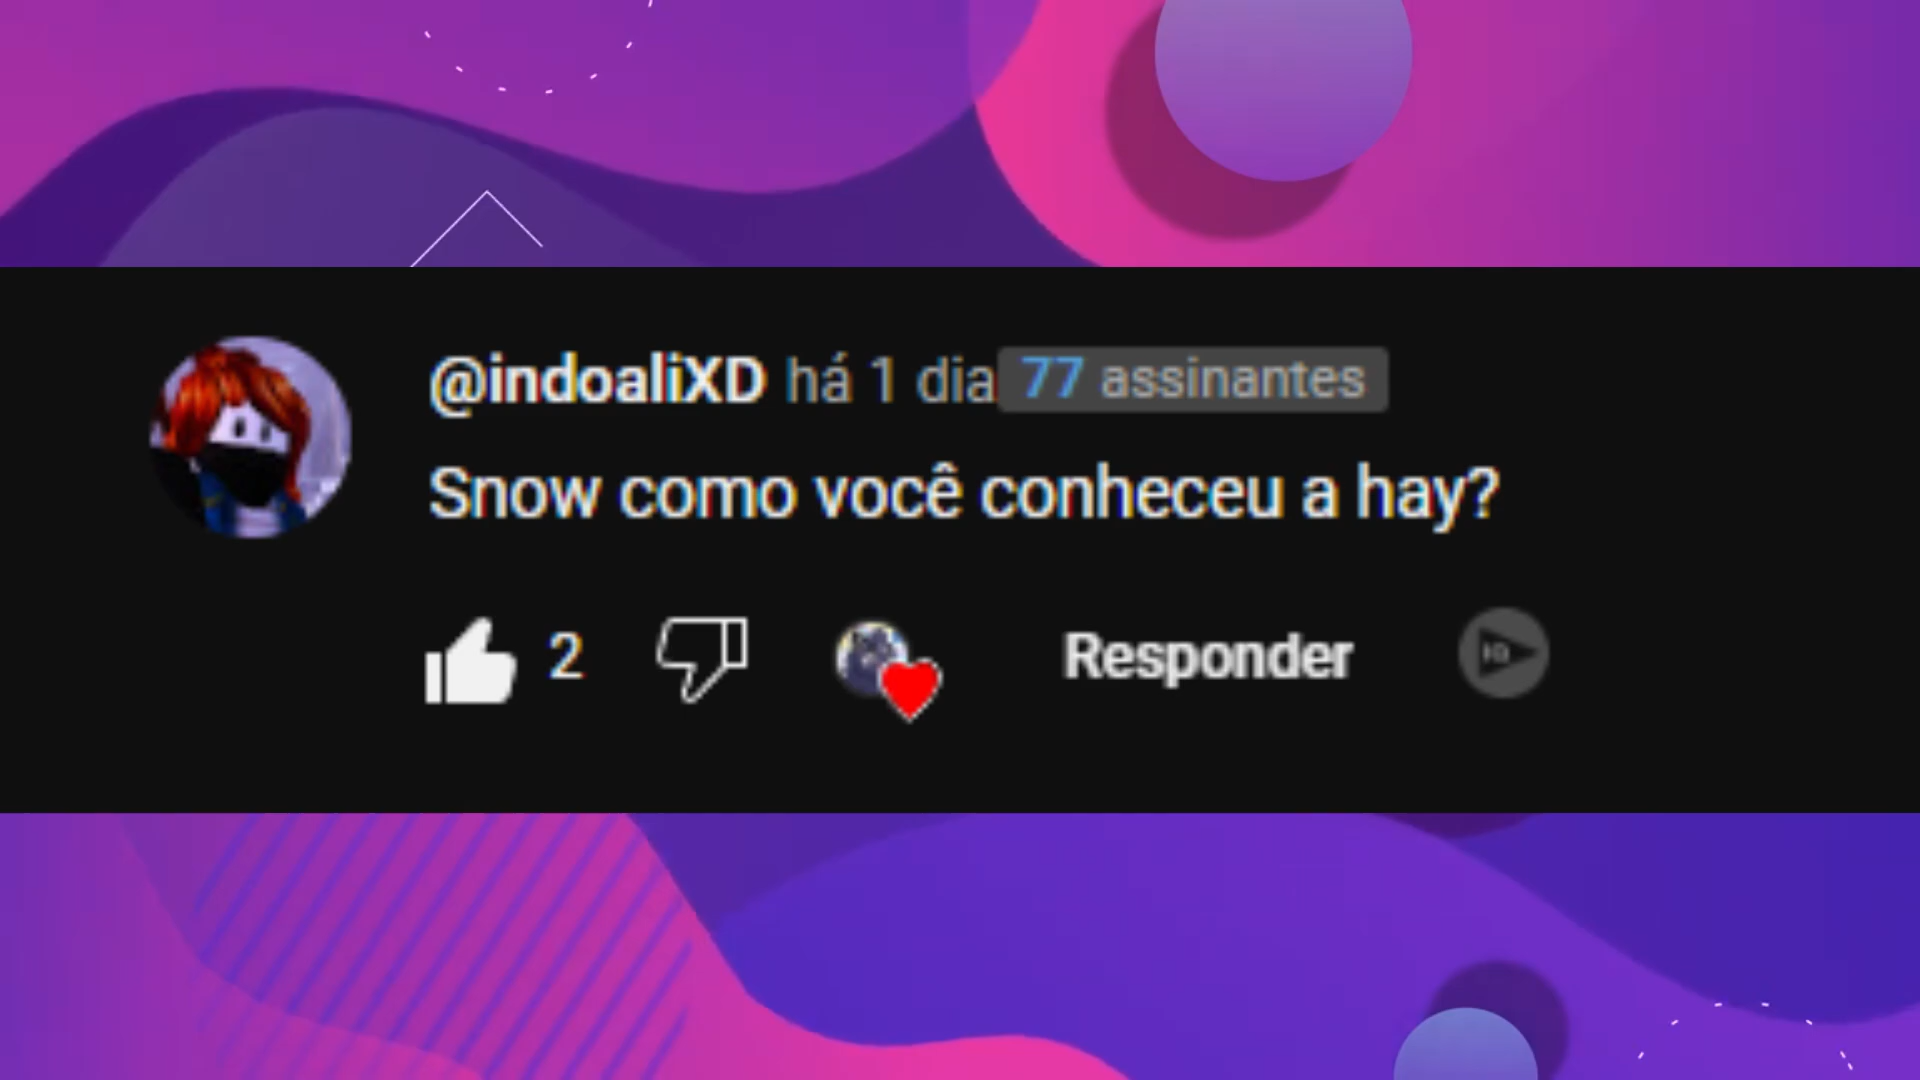 @indoaliXD há 1 dia 77 assinantes
Snow como você conheceu a hay?
2 Responder